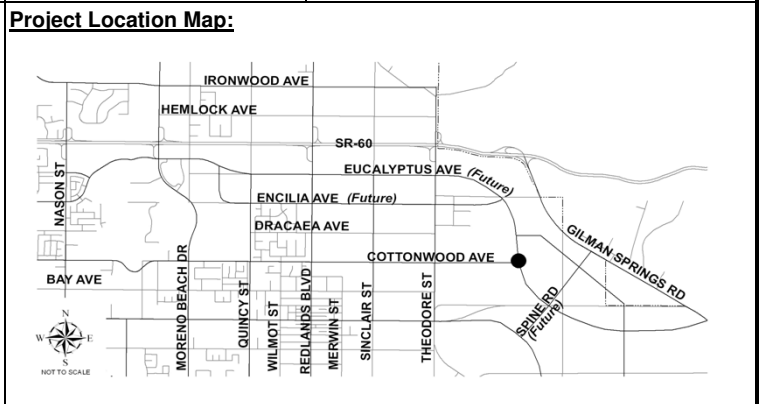 Project Location Map:
IRONWOOD AVE
HEMLOCK AVE
SR-60
EUCALYPTUS AVE (Future)
ENCILIA AVE (Future)
DRACAEA AVE
COTTONWOOD AVE
BAY AVE
NASON ST
MORENO BEACH DR
QUINCY ST
WILMOT ST
REDLANDS BLVD
MERWIN ST
SINCLAIR ST
THEODORE ST
SPINE RD
(Future)
GILMAN SPRINGS RD
N
W E
S
NOT TO SCALE